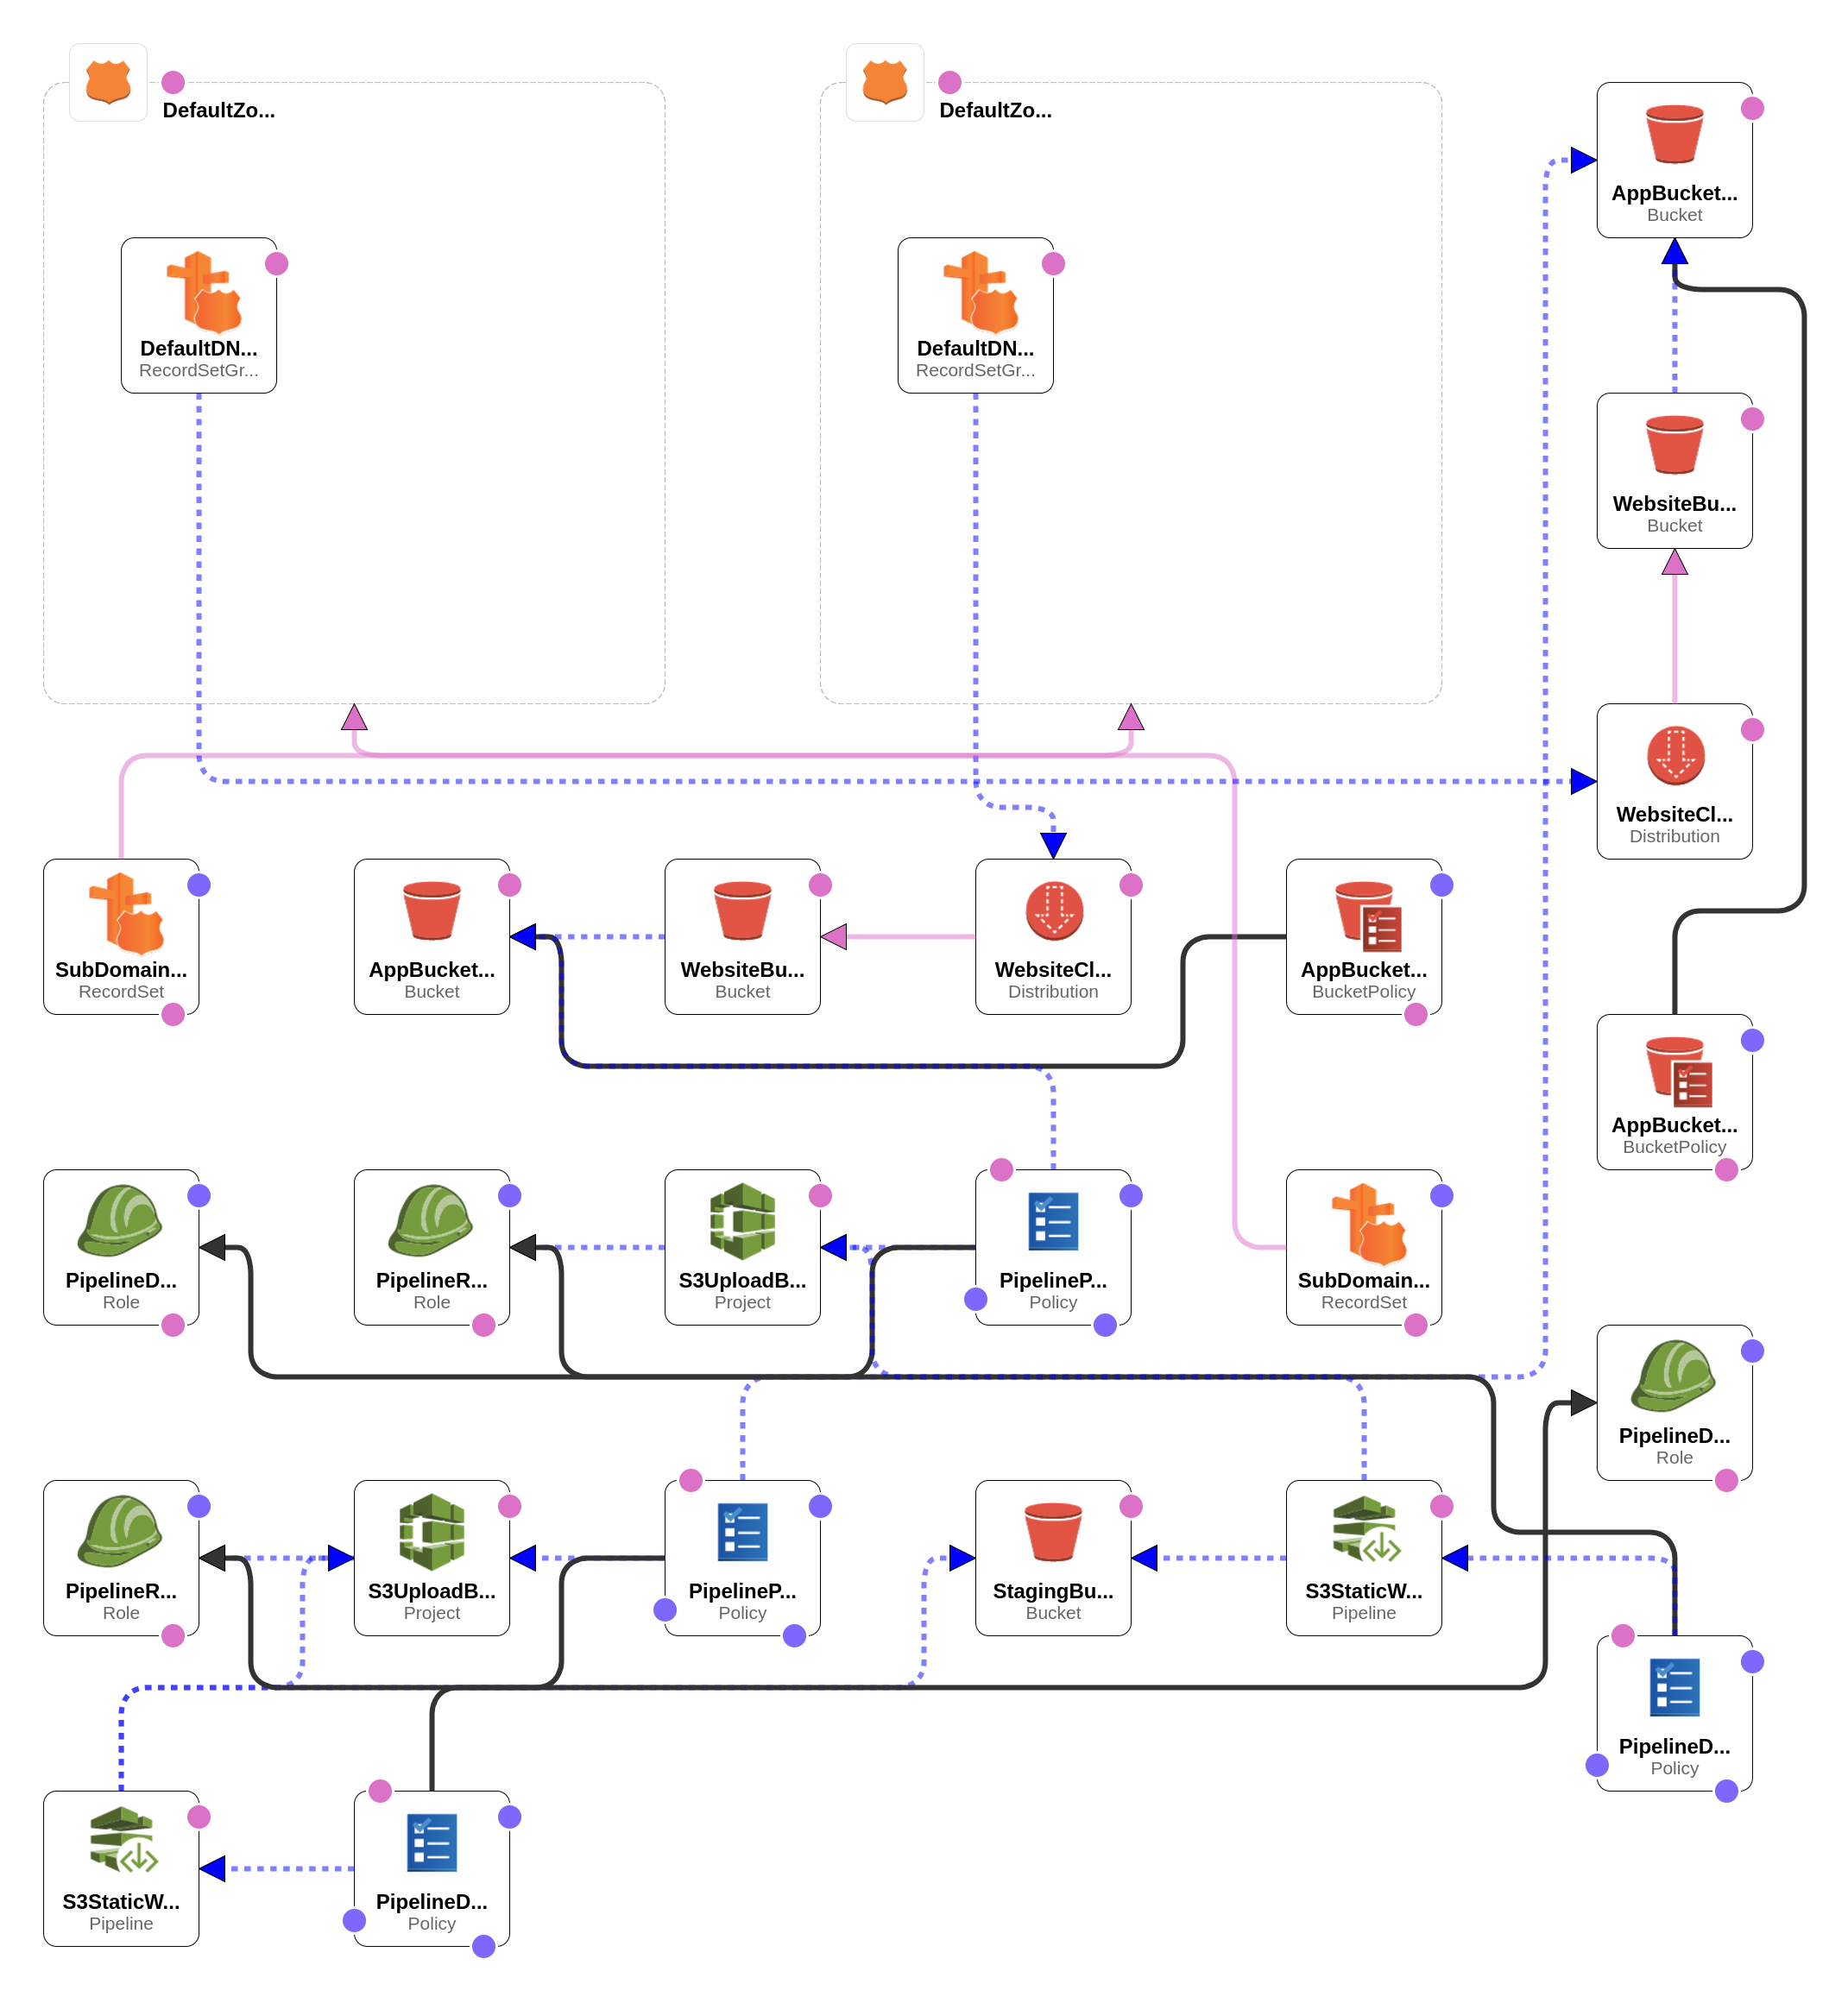 DefaultZo...
DefaultZo...
AppBucket...
Bucket
DefaultDN...
RecordSetGr...
DefaultDN...
RecordSetGr...
WebsiteBu...
Bucket
WebsiteCl...
Distribution
SubDomain...
RecordSet
AppBucket...
Bucket
WebsiteBu...
Bucket
WebsiteCl...
Distribution
AppBucket...
BucketPolicy
AppBucket...
BucketPolicy
PipelineD...
Role
PipelineR...
Role
S3UploadB...
Project
PipelineP...
Policy
SubDomain...
RecordSet
PipelineD...
Role
PipelineR...
Role
S3UploadB...
Project
PipelineP...
Policy
StagingBu...
Bucket
S3StaticW...
Pipeline
PipelineD...
Policy
S3StaticW...
Pipeline
PipelineD...
Policy